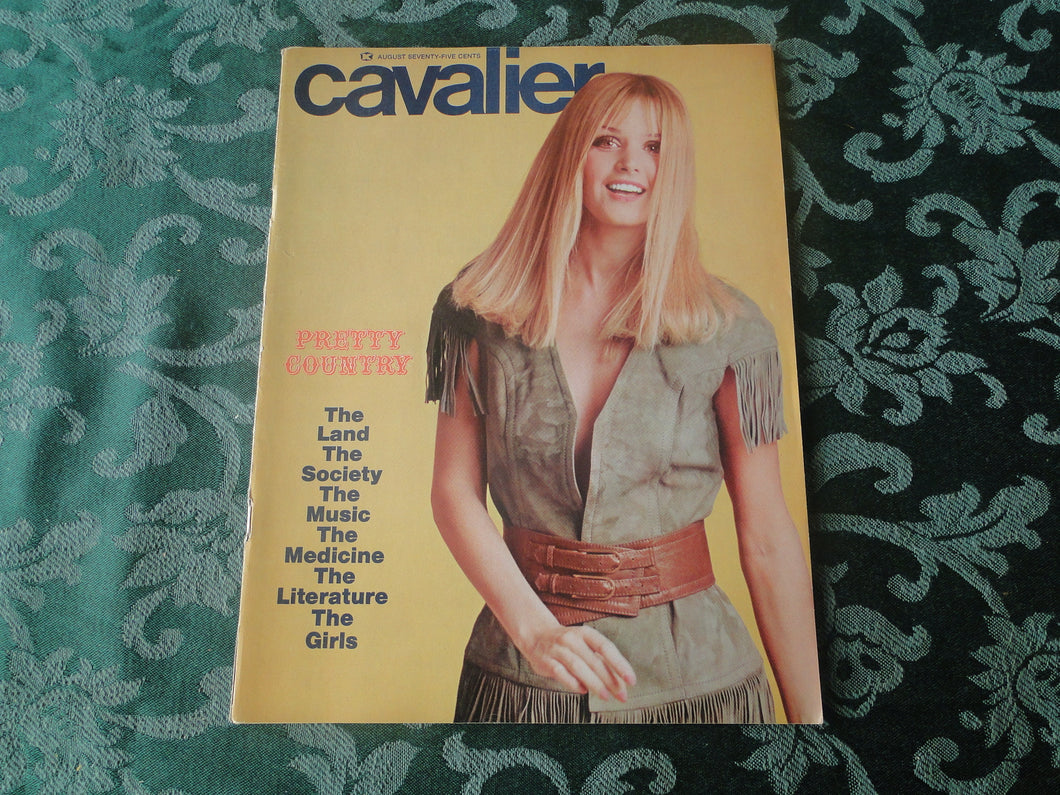 AUGUST SEVENTY-FIVE CENTS
cavalier
PRETTY
COUNTRY
The
Land
The
Society
The
Music
The
Medicine
The
Literature
The
Girls